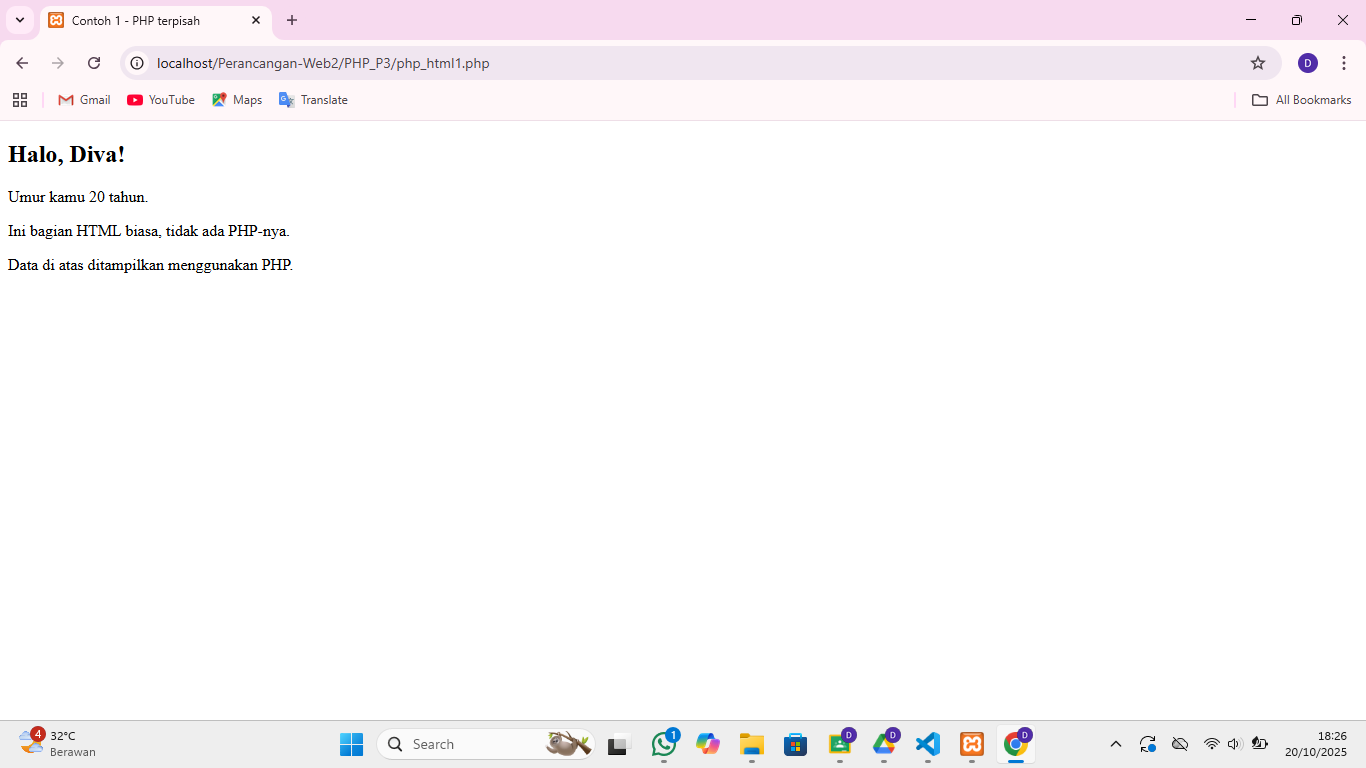 Contoh 1 - PHP terpisah
localhost/Perancangan-Web2/PHP_P3/php_html1.php
D
Gmail
YouTube
Maps
Translate
All Bookmarks
Halo, Diva!
Umur kamu 20 tahun.
Ini bagian HTML biasa, tidak ada PHP-nya.
Data di atas ditampilkan menggunakan PHP.
4
32°C
Berawan
Search
1
D
D
D
18:26
20/10/2025